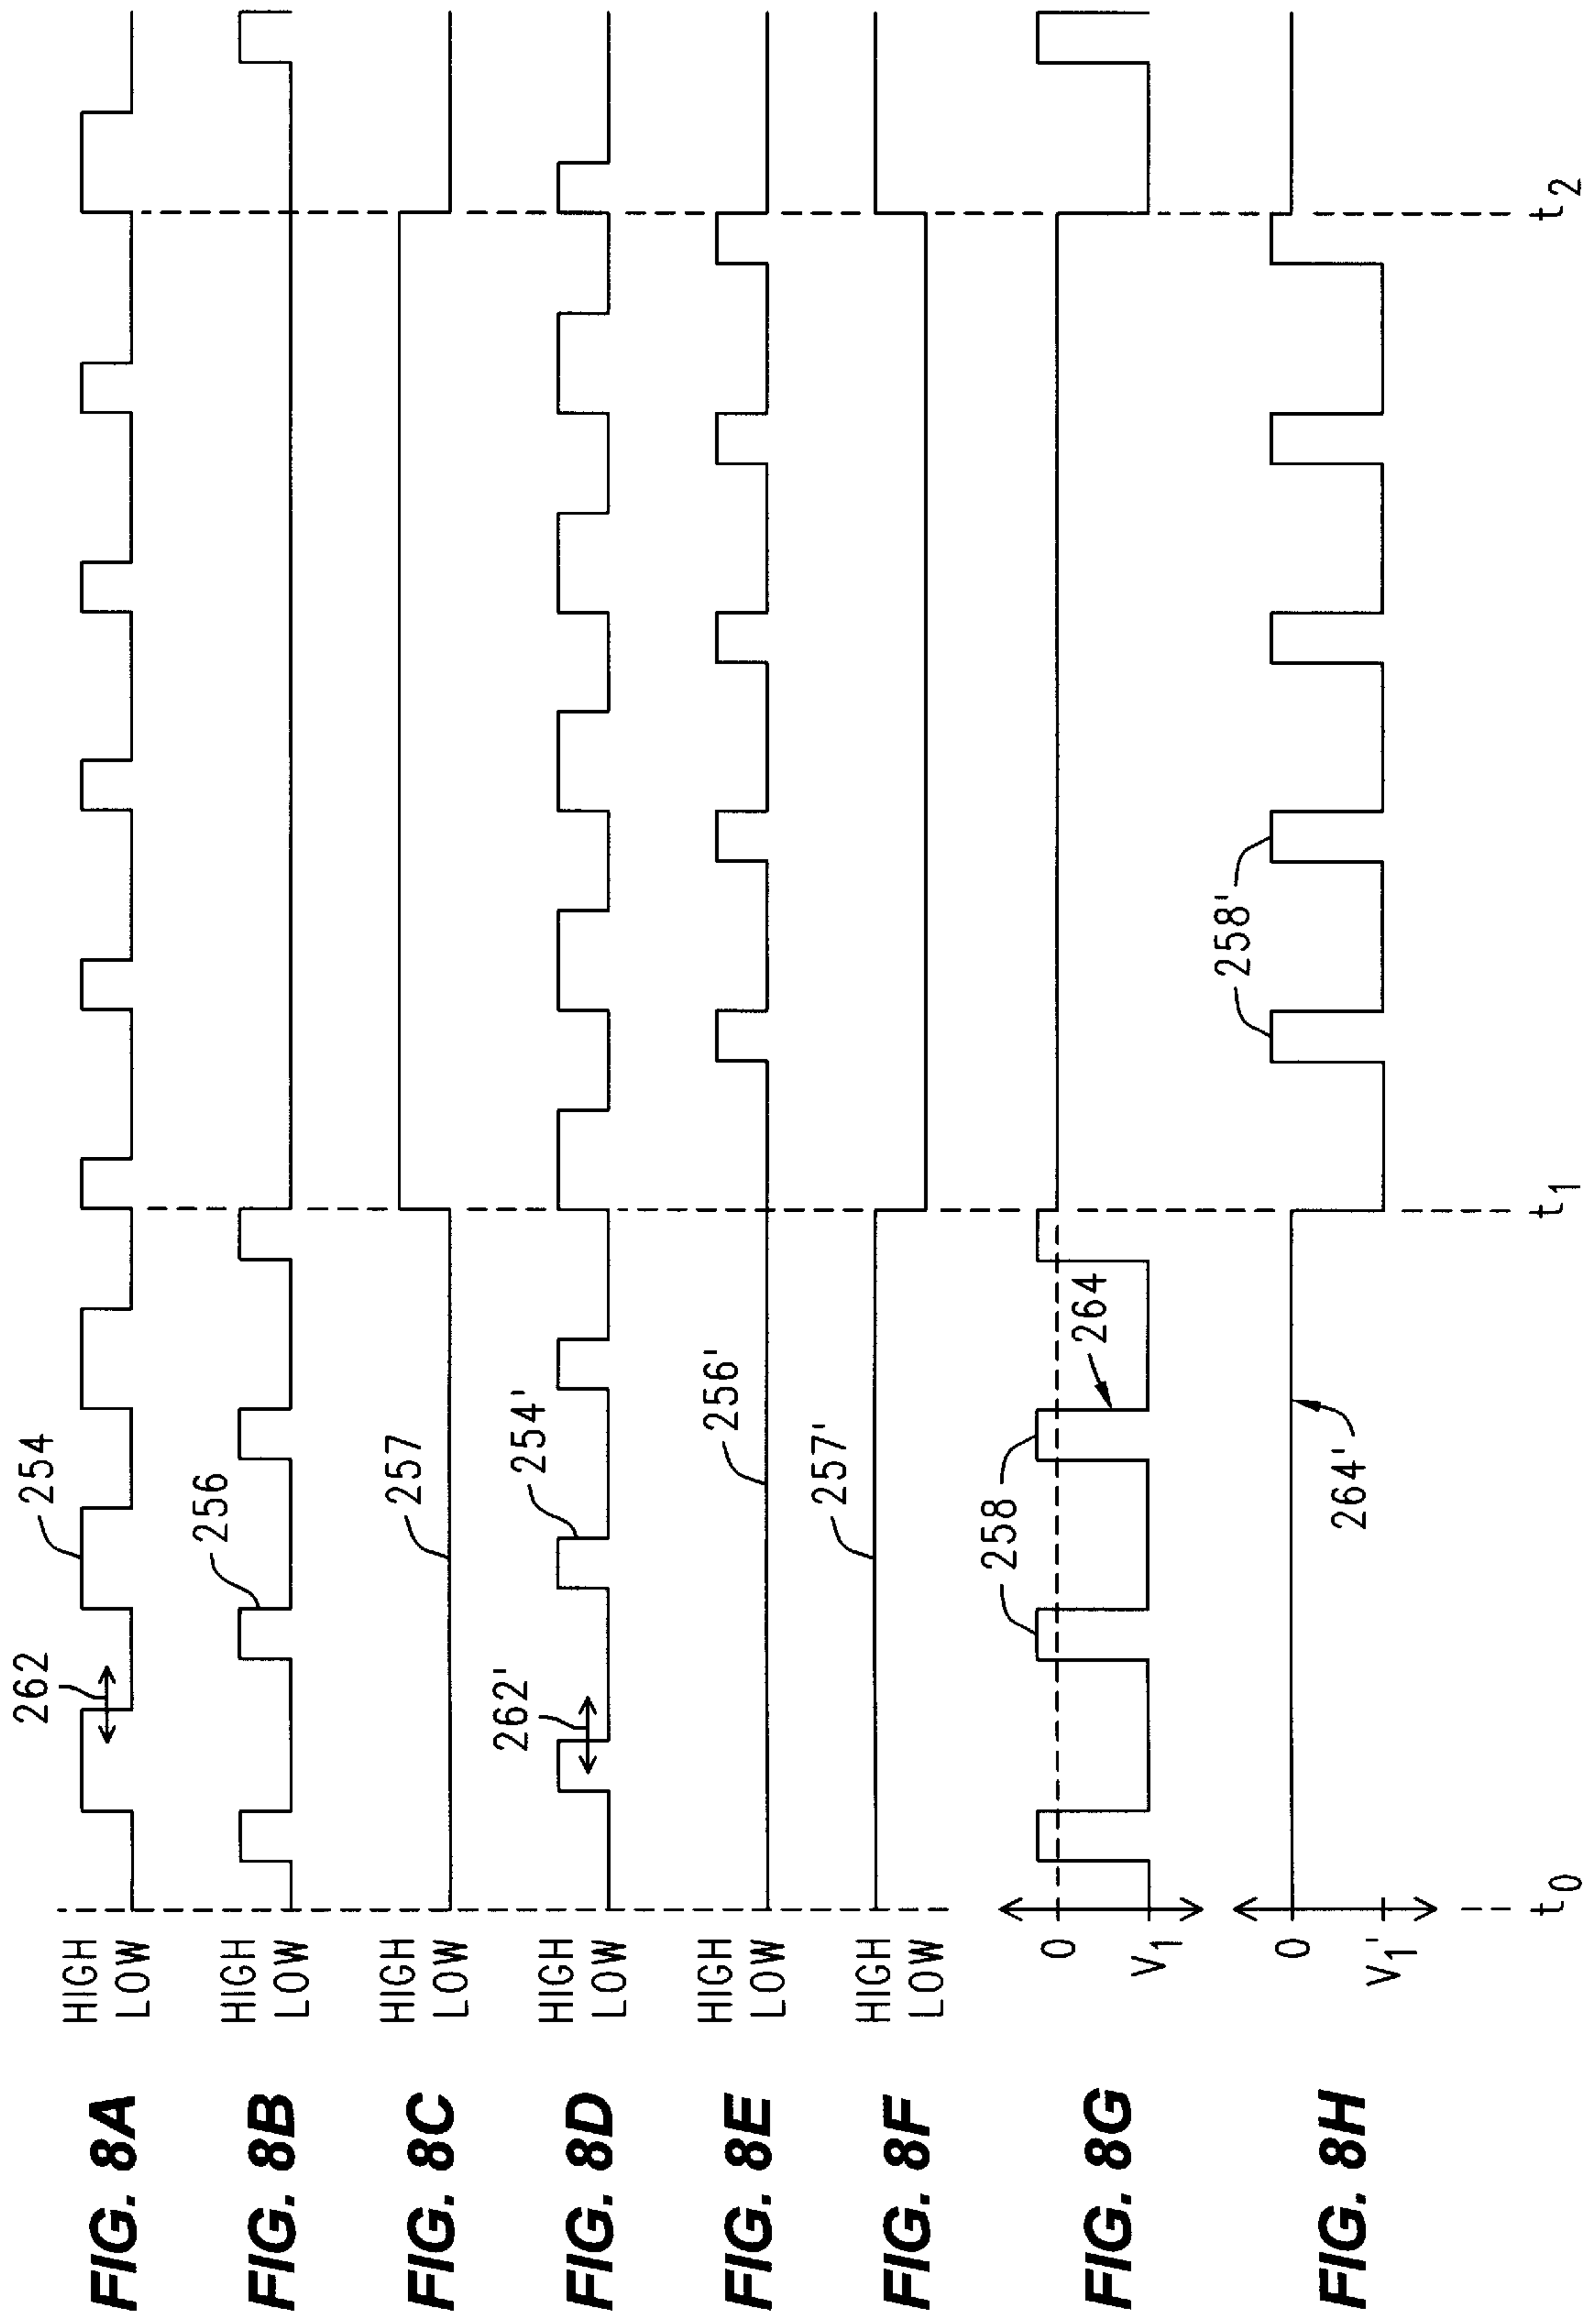 FIG. 8A
HIGH
LOW
262
254
FIG. 8B
HIGH
LOW
256
FIG. 8C
HIGH
LOW
257
FIG. 8D
HIGH
LOW
262'
254'
FIG. 8E
HIGH
LOW
256'
FIG. 8F
HIGH
LOW
257'
FIG. 8G
0
V1
258
264
FIG. 8H
0
V1'
264'
258'
t0
t1
t2